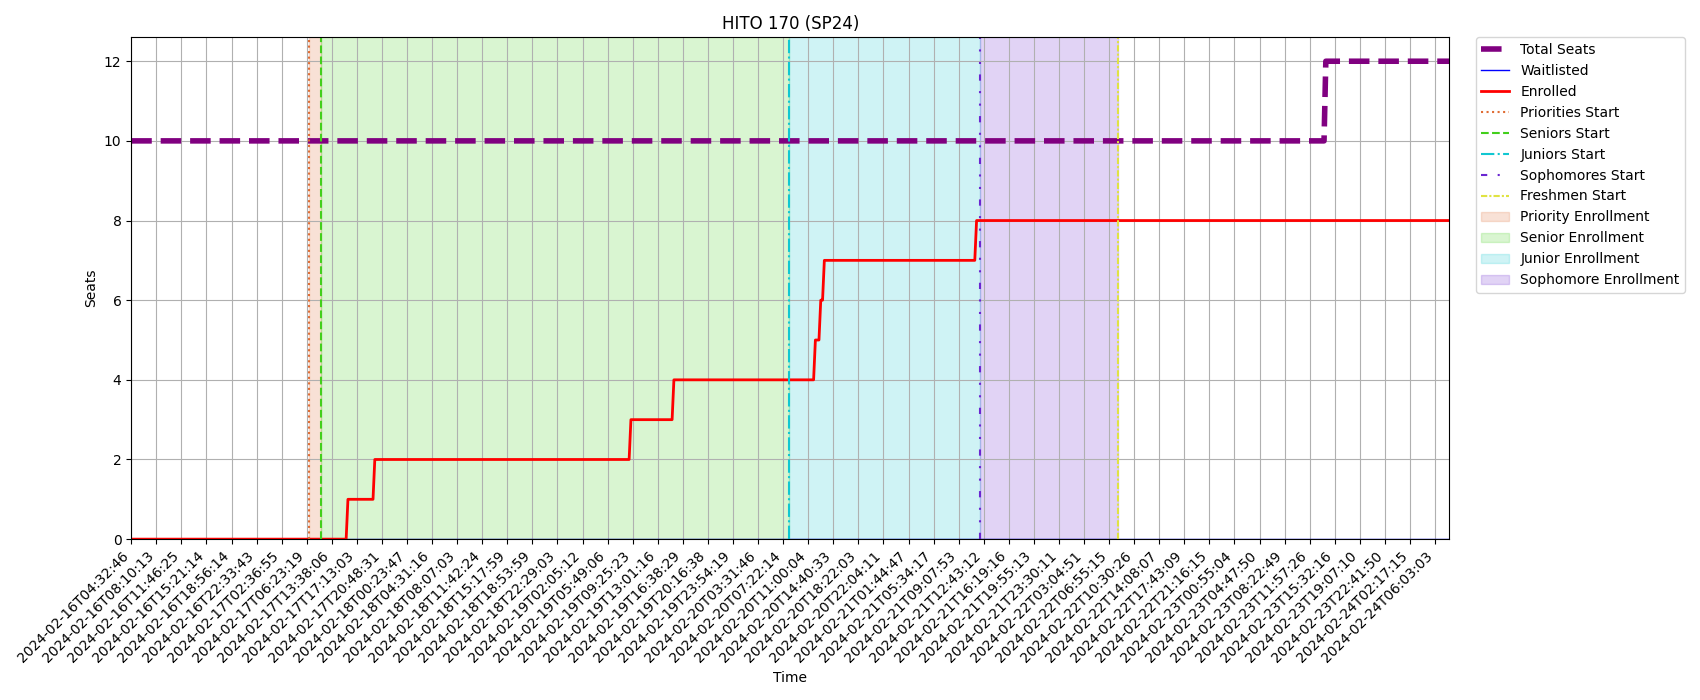 HITO 170 (SP24)
Seats
12
10
8
6
4
2
0
2024-02-16T04:32:46
2024-02-16T08:10:13
2024-02-16T11:46:25
2024-02-16T15:21:14
2024-02-16T18:56:14
2024-02-16T22:33:43
2024-02-17T02:36:55
2024-02-17T06:23:19
2024-02-17T13:38:06
2024-02-17T17:13:03
2024-02-17T20:48:31
2024-02-18T00:23:47
2024-02-18T04:31:16
2024-02-18T08:07:03
2024-02-18T11:42:24
2024-02-18T15:17:59
2024-02-18T18:53:59
2024-02-18T22:29:03
2024-02-19T02:05:12
2024-02-19T05:49:06
2024-02-19T09:25:23
2024-02-19T13:01:16
2024-02-19T16:38:29
2024-02-19T20:16:38
2024-02-19T23:54:19
2024-02-20T03:31:46
2024-02-20T07:22:14
2024-02-20T11:00:04
2024-02-20T14:40:33
2024-02-20T18:22:03
2024-02-20T22:04:11
2024-02-21T01:44:47
2024-02-21T05:34:17
2024-02-21T09:07:53
2024-02-21T12:43:12
2024-02-21T16:19:16
2024-02-21T19:55:13
2024-02-21T23:30:11
2024-02-22T03:04:51
2024-02-22T06:55:15
2024-02-22T10:30:26
2024-02-22T14:08:07
2024-02-22T17:43:09
2024-02-22T21:16:15
2024-02-23T00:55:04
2024-02-23T04:47:50
2024-02-23T08:22:49
2024-02-23T11:57:26
2024-02-23T15:32:16
2024-02-23T19:07:10
2024-02-23T22:41:50
2024-02-24T02:17:15
2024-02-24T06:03:03
Time
Total Seats
Waitlisted
Enrolled
Priorities Start
Seniors Start
Juniors Start
Sophomores Start
Freshmen Start
Priority Enrollment
Senior Enrollment
Junior Enrollment
Sophomore Enrollment